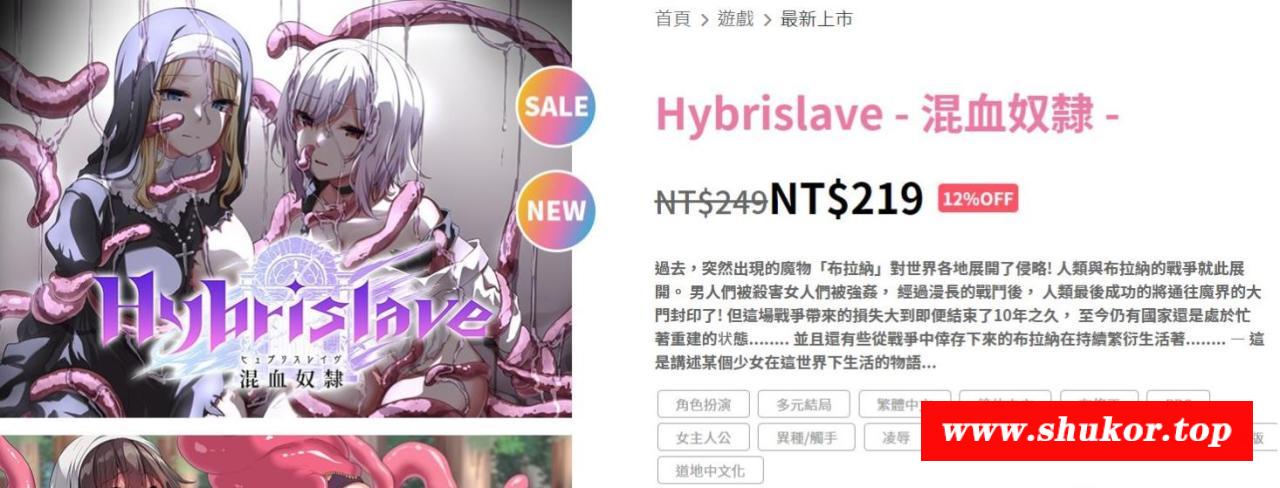 首頁 > 遊戲 > 最新上市
SALE
NEW
Hybrislave - 混血奴隸 -
NT$249 NT$219 12%OFF
過去，突然出現的魔物「布拉納」對世界各地展開了侵略! 人類與布拉納的戰爭就此展
開。 男人們被殺害女人們被強姦， 經過漫長的戰鬥後， 人類最後成功的將通往魔界的大
門封印了! 但這場戰爭帶來的損失大到即便結束了10年之久， 至今仍有國家還是處於忙
著重建的状態........ 並且還有些從戰爭中倖存下來的布拉納在持續繁衍生活著........ — 這
是講述某個少女在這世界下生活的物語...
Hybrislave
ヒュブリスレイヴ
混血奴隸
角色扮演 多元結局 繁體中
女主人公 異種/觸手 凌辱 版
www.shukor.top
道地中文化